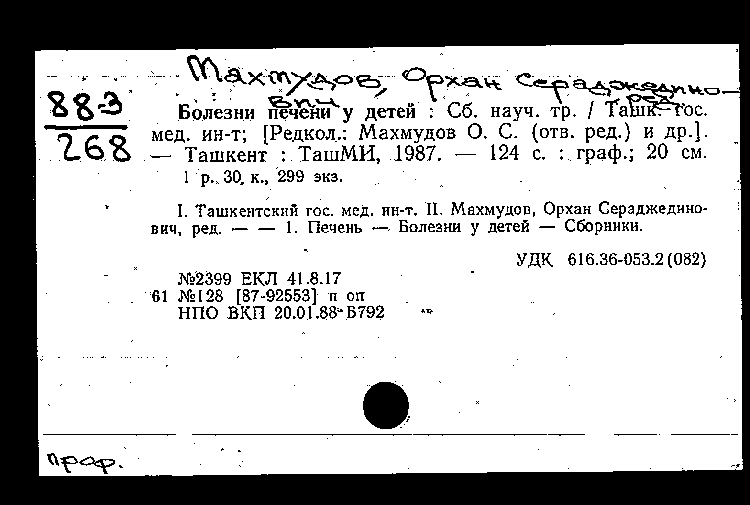 Махмудов, Орхан Сераджедино-
вич ред.
88-3
268
Болезни печени у детей : Сб. науч. тр. / Ташк. гос.
мед. ин-т; [Редкол.: Махмудов О. С. (отв. ред.) и др.].
— Ташкент : ТашМИ, 1987. — 124 с. : граф.; 20 см.
1 р. 30, к., 299 экз.
I. Ташкентский гос. мед. ин-т. II. Махмудов, Орхан Сераджедино-
вич, ред. — — 1. Печень — Болезни у детей — Сборники.
УДК 616.36-053.2(082)
№2399 ЕКЛ 41.8.17
61 №128 [87-92553] п оп
НПО ВКП 20.01.88 Б792
проф.